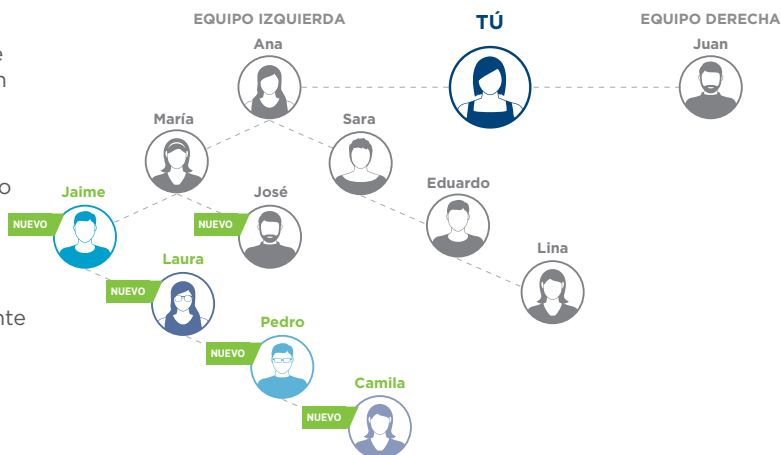 EQUIPO IZQUIERDA
TÚ
EQUIPO DERECHA
Ana
Juan
María
Sara
Jaime
José
Eduardo
NUEVO
NUEVO
Lina
Laura
NUEVO
Pedro
NUEVO
Camila
NUEVO